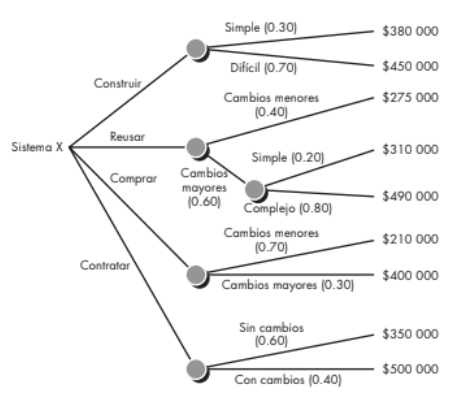 Simple (0.30)
$380 000
Difícil (0.70)
$450 000
Construir
Cambios menores
(0.40)
$275 000
Reusar
Sistema X
Simple (0.20)
$310 000
Comprar
Cambios
mayores
(0.60)
Complejo (0.80)
$490 000
Cambios menores
(0.70)
$210 000
Contratar
Cambios mayores (0.30)
$400 000
Sin cambios
(0.60)
$350 000
Con cambios (0.40)
$500 000